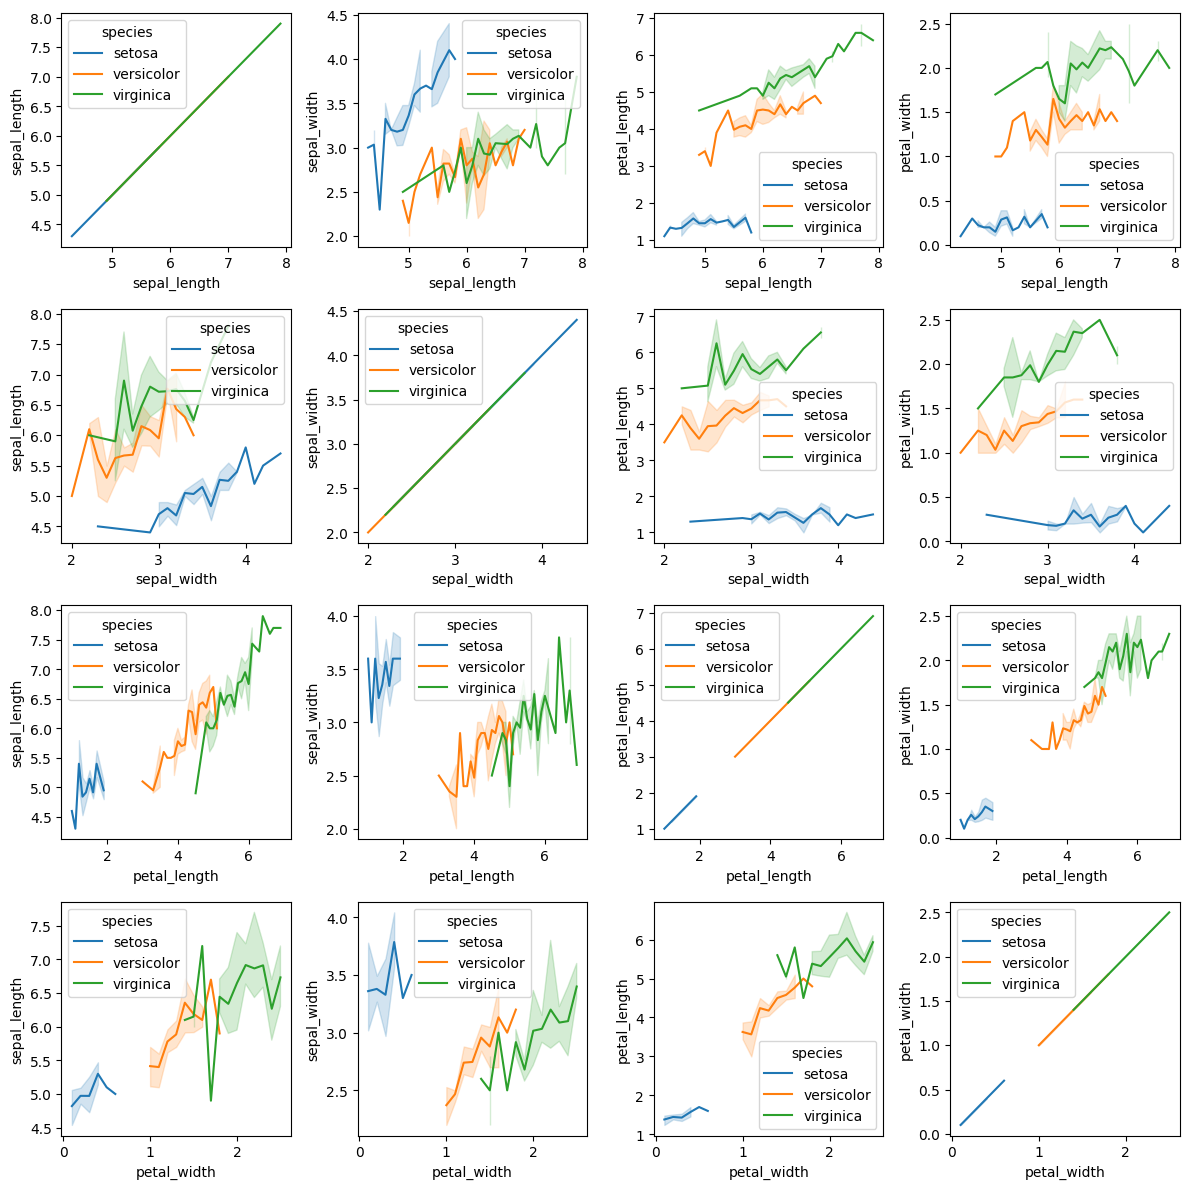 8.0
7.5
7.0
6.5
6.0
5.5
5.0
4.5
sepal_length
species
setosa
versicolor
virginica
5
6
7
8
sepal_length
4.5
4.0
3.5
3.0
2.5
2.0
sepal_width
species
setosa
versicolor
virginica
5
6
7
8
sepal_length
7
6
5
4
3
2
1
petal_length
species
setosa
versicolor
virginica
5
6
7
8
sepal_length
2.5
2.0
1.5
1.0
0.5
0.0
petal_width
species
setosa
versicolor
virginica
5
6
7
8
sepal_length
8.0
7.5
7.0
6.5
6.0
5.5
5.0
4.5
sepal_length
species
setosa
versicolor
virginica
2
3
4
sepal_width
4.5
4.0
3.5
3.0
2.5
2.0
sepal_width
species
setosa
versicolor
virginica
2
3
4
sepal_width
7
6
5
4
3
2
1
petal_length
species
setosa
versicolor
virginica
2
3
4
sepal_width
2.5
2.0
1.5
1.0
0.5
0.0
petal_width
species
setosa
versicolor
virginica
2
3
4
sepal_width
8.0
7.5
7.0
6.5
6.0
5.5
5.0
4.5
sepal_length
species
setosa
versicolor
virginica
2
4
6
petal_length
4.0
3.5
3.0
2.5
2.0
sepal_width
species
setosa
versicolor
virginica
2
4
6
petal_length
7
6
5
4
3
2
1
petal_length
species
setosa
versicolor
virginica
2
4
6
petal_length
2.5
2.0
1.5
1.0
0.5
0.0
petal_width
species
setosa
versicolor
virginica
2
4
6
petal_length
7.5
7.0
6.5
6.0
5.5
5.0
4.5
sepal_length
species
setosa
versicolor
virginica
0
1
2
petal_width
4.0
3.5
3.0
2.5
sepal_width
species
setosa
versicolor
virginica
0
1
2
petal_width
6
5
4
3
2
1
petal_length
species
setosa
versicolor
virginica
0
1
2
petal_width
2.5
2.0
1.5
1.0
0.5
0.0
petal_width
species
setosa
versicolor
virginica
0
1
2
petal_width